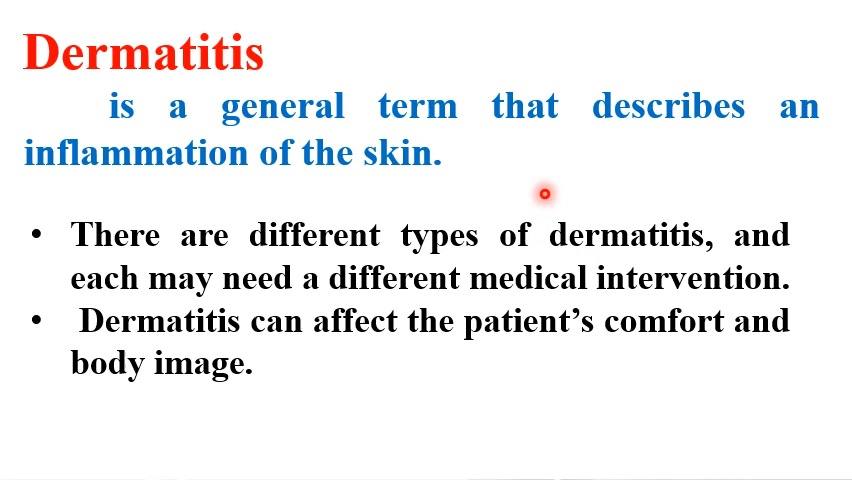 Dermatitis
is a general term that describes an
inflammation of the skin.
• There are different types of dermatitis, and
each may need a different medical intervention.
• Dermatitis can affect the patient’s comfort and
body image.